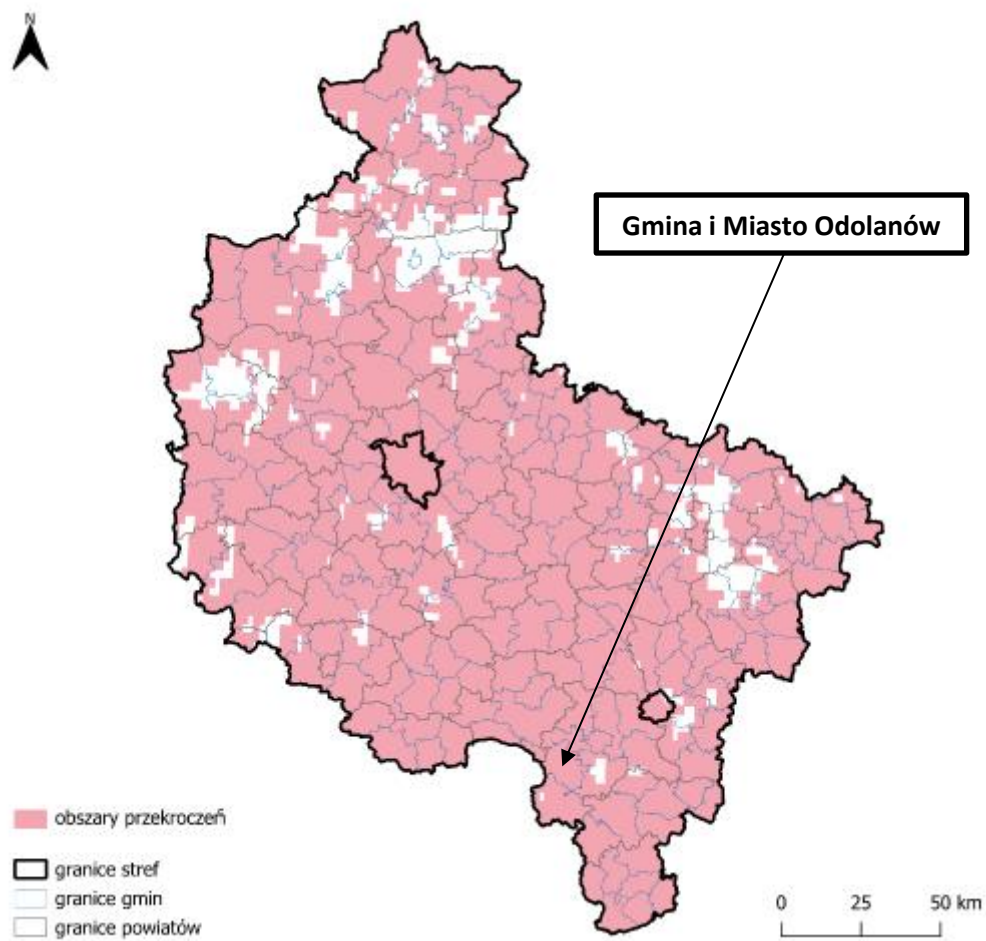 N
Gmina i Miasto Odolanów
obszary przekroczeń
granice stref
granice gmin
granice powiatów
0 25 50 km